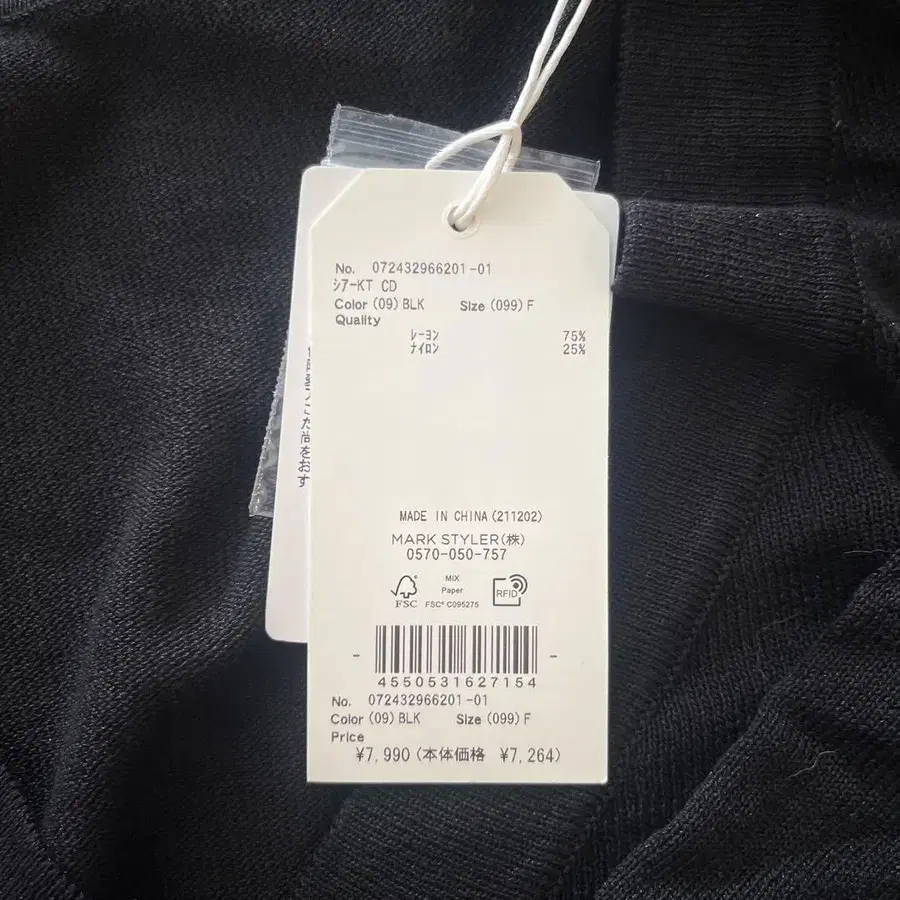 No. 072432966201-01
ｼｱｰKT CD
Color (09) BLK Size (099) F
Quality
ﾚｰﾖﾝ 75%
ﾅｲﾛﾝ 25%
MADE IN CHINA (211202)
MARK STYLER(株)
0570-050-757
FSC
MIX
Paper
FSC® C095275
RFID
4550531627154
No. 072432966201-01
Color (09) BLK Size (099) F
Price
¥7,990 (本体価格 ¥7,264)